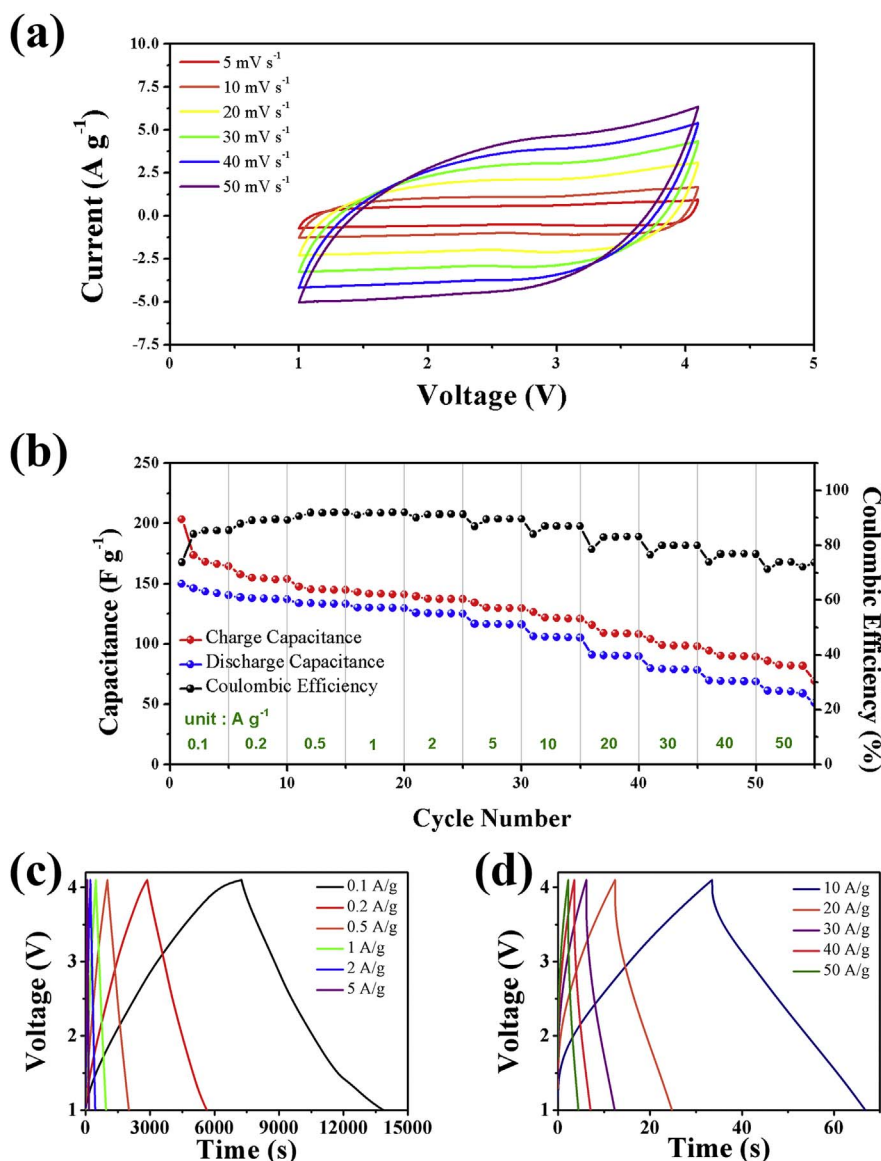 (a)
10.0
7.5
5.0
2.5
0.0
-2.5
-5.0
-7.5
Current (A g⁻¹)
5 mV s⁻¹
10 mV s⁻¹
20 mV s⁻¹
30 mV s⁻¹
40 mV s⁻¹
50 mV s⁻¹
0 1 2 3 4 5
Voltage (V)
(b)
250
200
150
100
50
0
Capacitance (F g⁻¹)
Charge Capacitance
Discharge Capacitance
Coulombic Efficiency
unit : A g⁻¹
0.1 0.2 0.5 1 2 5 10 20 30 40 50
100
80
60
40
20
0
Coulombic Efficiency (%)
0 10 20 30 40 50
Cycle Number
(c)
4
3
2
1
Voltage (V)
0.1 A/g
0.2 A/g
0.5 A/g
1 A/g
2 A/g
5 A/g
0 3000 6000 9000 12000 15000
Time (s)
(d)
4
3
2
1
Voltage (V)
10 A/g
20 A/g
30 A/g
40 A/g
50 A/g
0 20 40 60
Time (s)